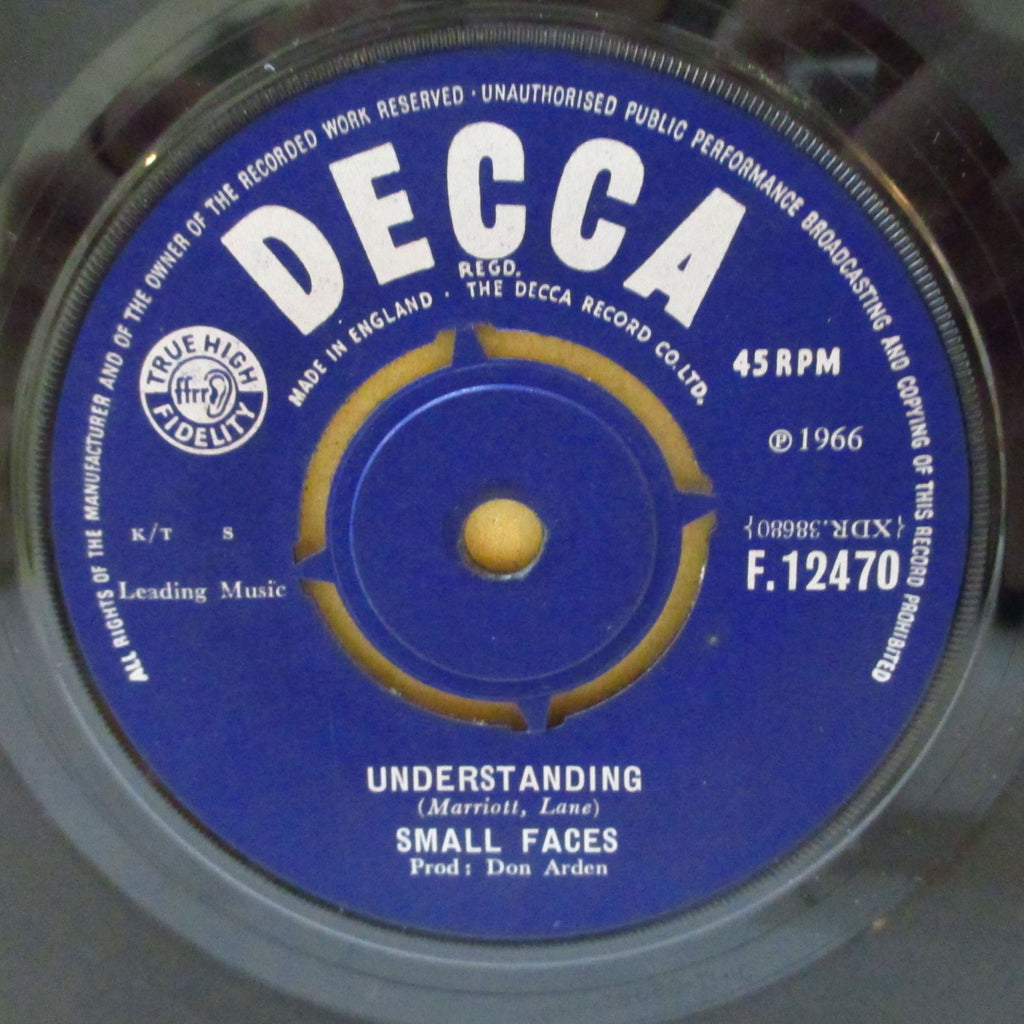 ALL RIGHTS OF THE MANUFACTURER AND OF THE OWNER OF THE RECORDED WORK RESERVED · UNAUTHORISED PUBLIC PERFORMANCE BROADCASTING AND COPYING OF THIS RECORD PROHIBITED
DECCA
REGD.
MADE IN ENGLAND · THE DECCA RECORD CO. LTD.
TRUE HIGH
ffrr
FIDELITY
45 RPM
℗ 1966
K/T S
{XDR.38680}
F.12470
Leading Music
UNDERSTANDING
(Marriott, Lane)
SMALL FACES
Prod: Don Arden